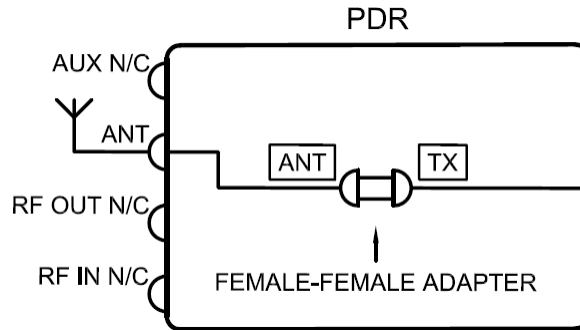 PDR
AUX N/C
ANT
ANT
TX
RF OUT N/C
RF IN N/C
FEMALE-FEMALE ADAPTER